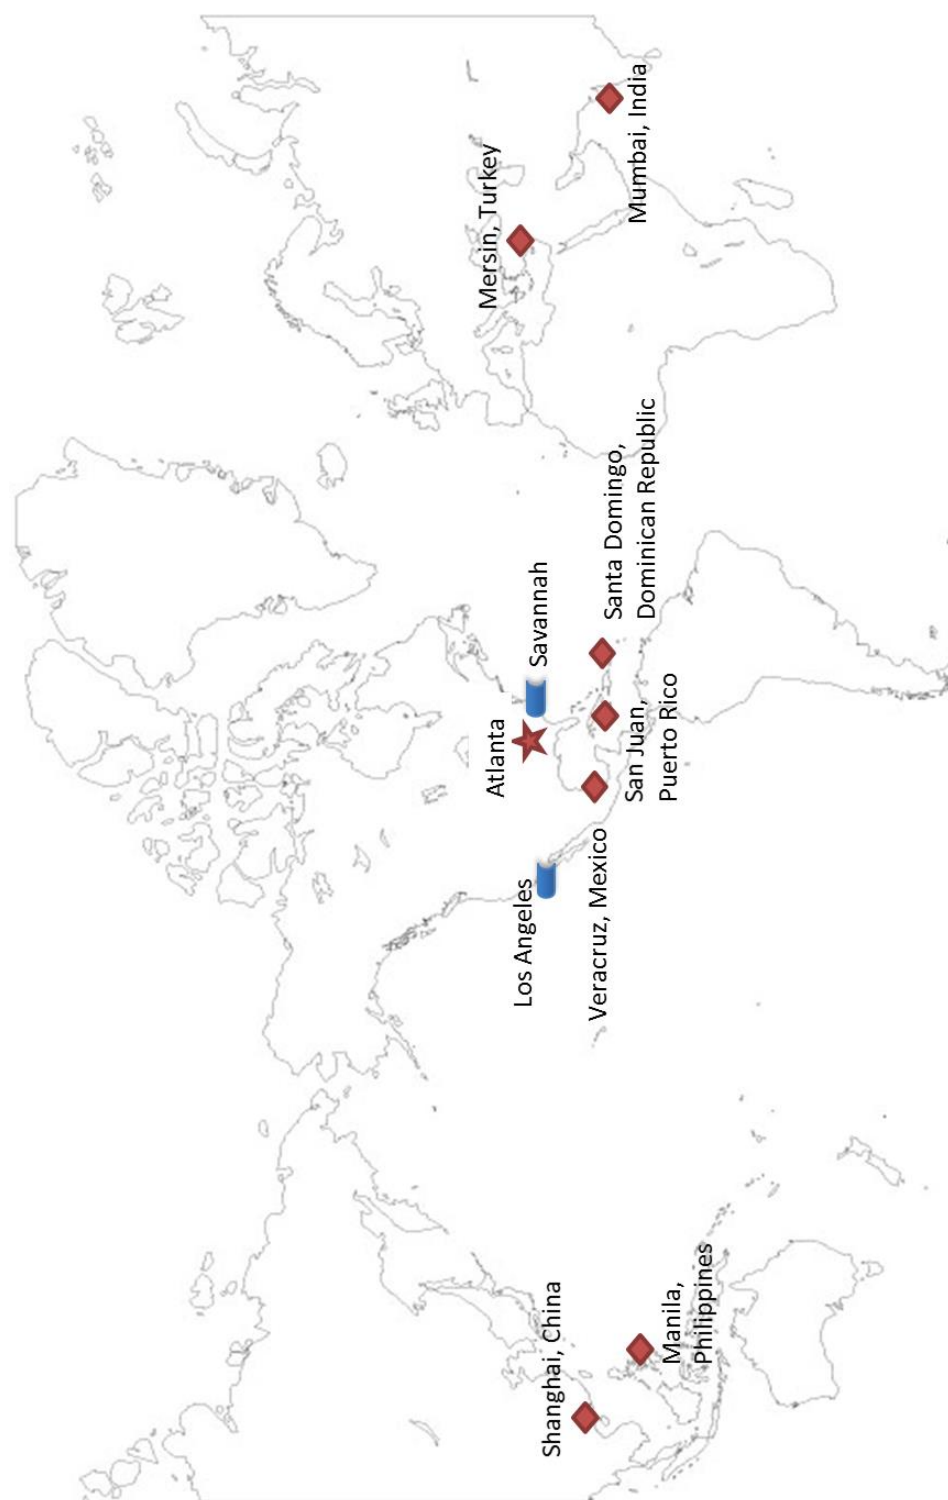 Shanghai, China
Manila,
Philippines
Los Angeles
Veracruz, Mexico
Atlanta
San Juan,
Puerto Rico
Savannah
Santa Domingo,
Dominican Republic
Mersin, Turkey
Mumbai, India